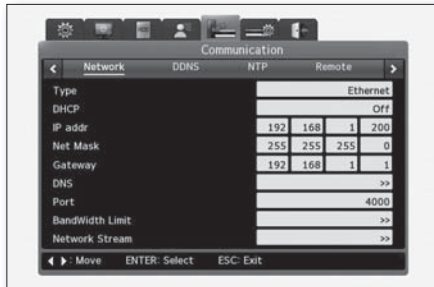 Communication
Network DDNS NTP Remote
Type Ethernet
DHCP Off
IP addr 192 168 1 200
Net Mask 255 255 255 0
Gateway 192 168 1 1
DNS >>
Port 4000
BandWidth Limit >>
Network Stream >>
: Move ENTER: Select ESC: Exit